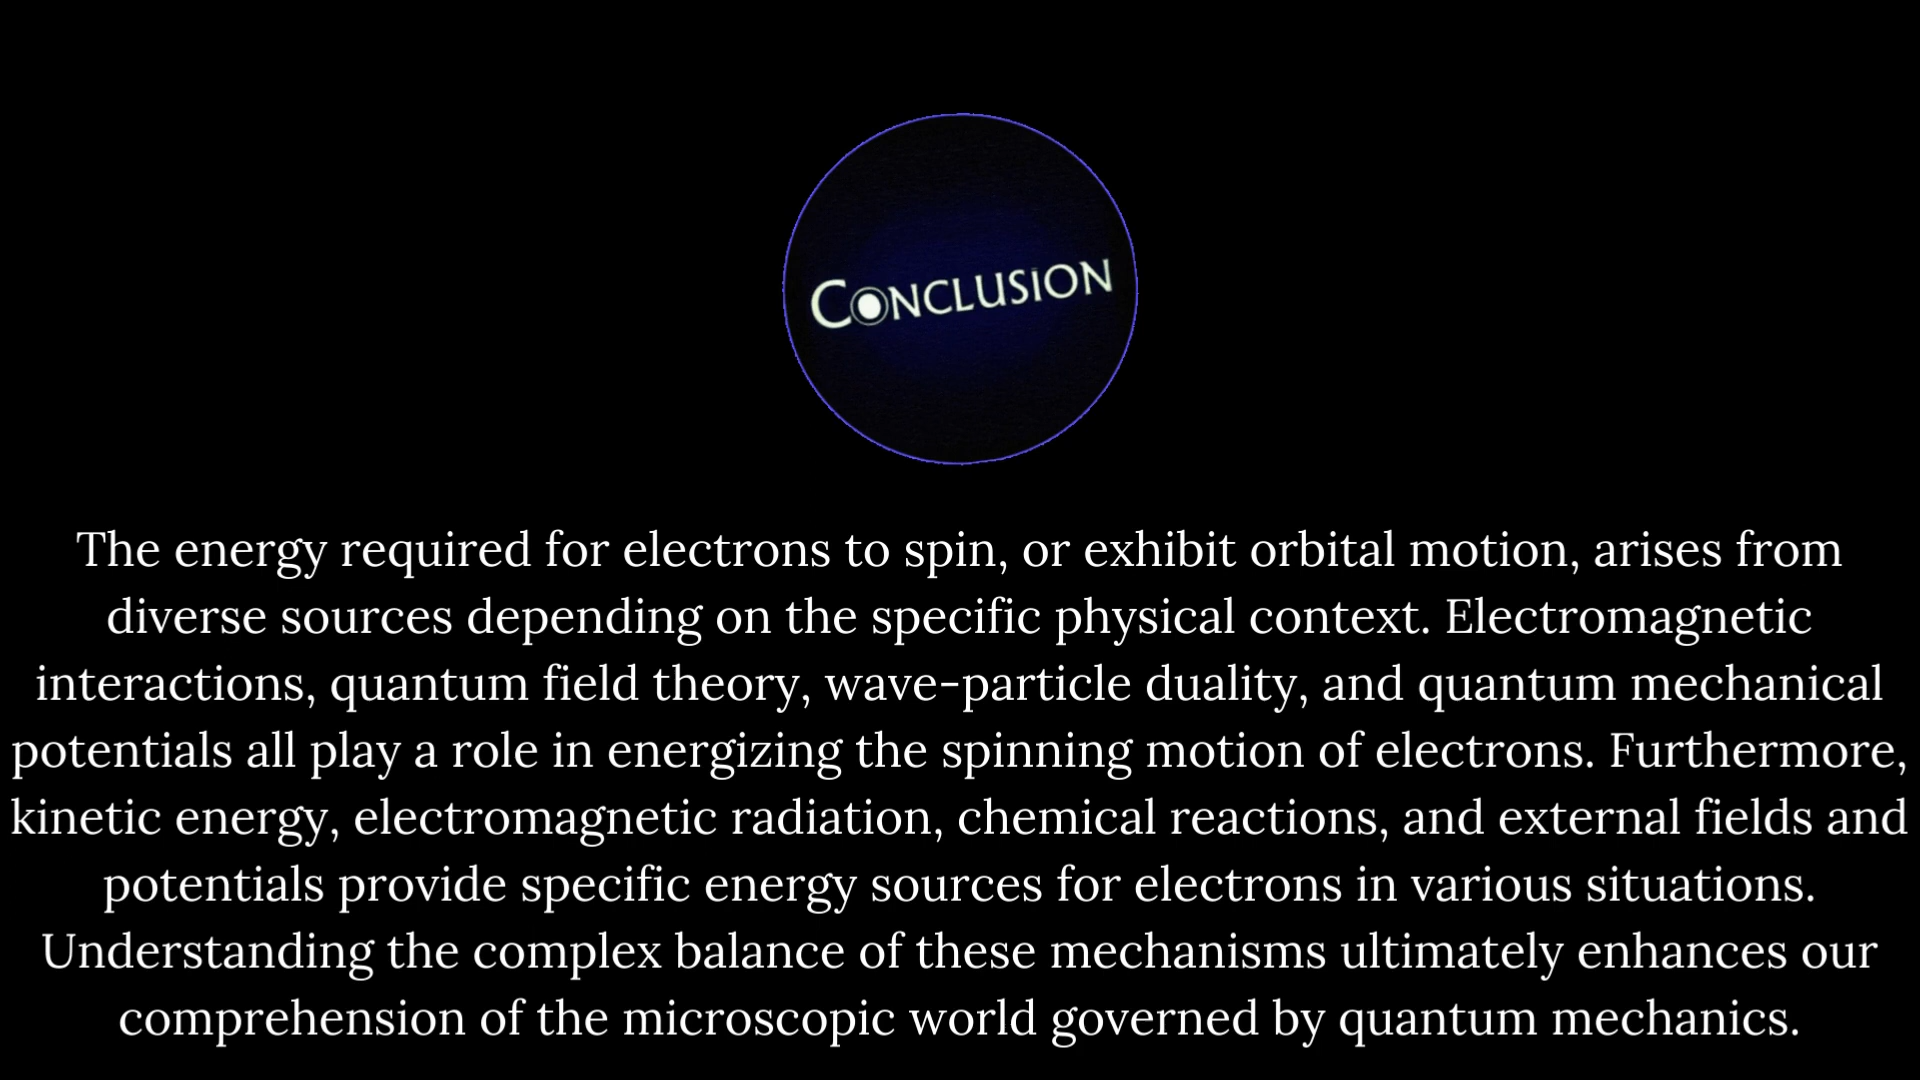 CONCLUSION
The energy required for electrons to spin, or exhibit orbital motion, arises from
diverse sources depending on the specific physical context. Electromagnetic
interactions, quantum field theory, wave-particle duality, and quantum mechanical
potentials all play a role in energizing the spinning motion of electrons. Furthermore,
kinetic energy, electromagnetic radiation, chemical reactions, and external fields and
potentials provide specific energy sources for electrons in various situations.
Understanding the complex balance of these mechanisms ultimately enhances our
comprehension of the microscopic world governed by quantum mechanics.